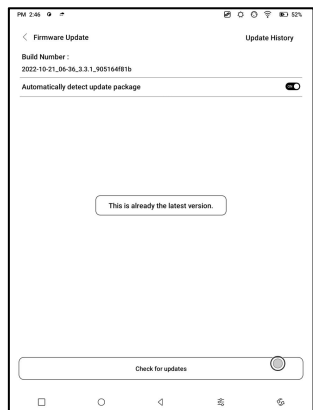 PM 2:46 52%
Firmware Update Update History
Build Number :
2022-10-21_06-36_3.3.1_905164f81b
Automatically detect update package ON
This is already the latest version.
Check for updates